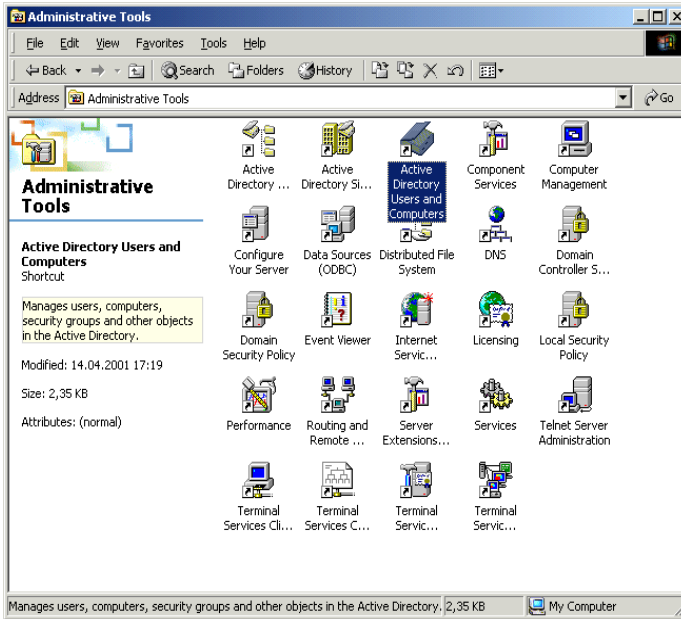 Administrative Tools
File Edit View Favorites Tools Help
Back Search Folders History
Address Administrative Tools Go
Administrative
Tools
Active Directory Users and
Computers
Shortcut
Manages users, computers,
security groups and other objects
in the Active Directory.
Modified: 14.04.2001 17:19
Size: 2,35 KB
Attributes: (normal)
Active
Directory ...
Active
Directory Si...
Active
Directory
Users and
Computers
Component
Services
Computer
Management
Configure
Your Server
Data Sources
(ODBC)
Distributed File
System
DNS
Domain
Controller S...
Domain
Security Policy
Event Viewer
Internet
Servic...
Licensing
Local Security
Policy
Performance
Routing and
Remote ...
Server
Extensions...
Services
Telnet Server
Administration
Terminal
Services Cli...
Terminal
Services C...
Terminal
Servic...
Terminal
Servic...
Manages users, computers, security groups and other objects in the Active Directory. 2,35 KB My Computer